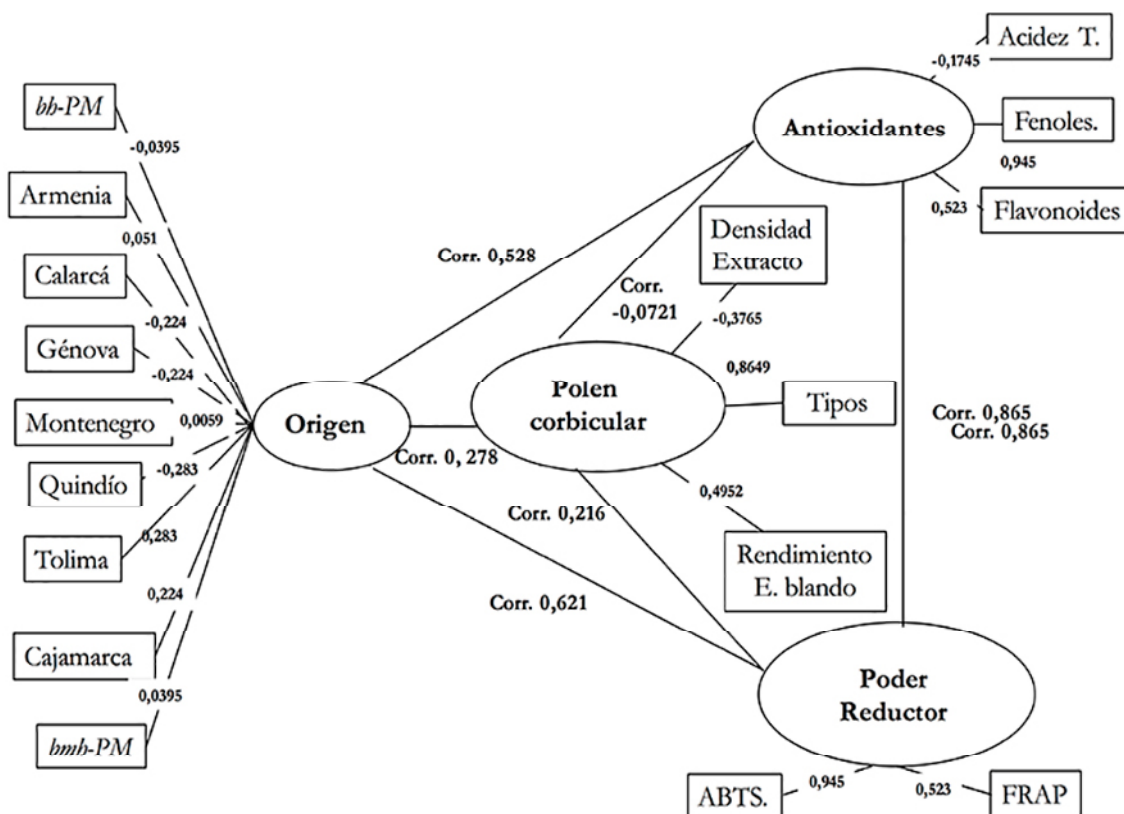 Acidez T.
-0,1745
bh-PM
Antioxidantes
Fenoles.
-0,0395
0,945
Armenia
0,523
Flavonoides
0,051
Densidad
Extracto
Corr. 0,528
Calarcá
Corr.
-0,0721
-0,3765
-0,224
Génova
0,8649
-0,224
Polen
corbicular
Tipos
Montenegro
0,0059
Origen
Corr. 0,865
Corr. 0,865
Corr. 0, 278
-0,283
Quindío
0,4952
Corr. 0,216
0,283
Tolima
Rendimiento
E. blando
0,224
Corr. 0,621
Cajamarca
0,0395
Poder
Reductor
bmh-PM
ABTS.
0,945
0,523
FRAP